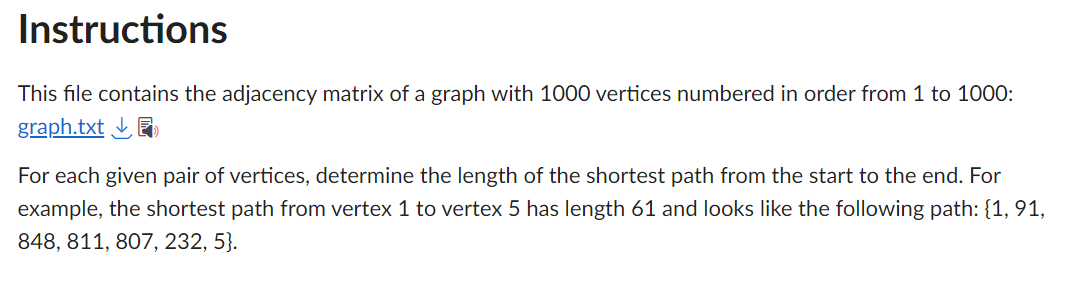 Instructions
This file contains the adjacency matrix of a graph with 1000 vertices numbered in order from 1 to 1000:
graph.txt
For each given pair of vertices, determine the length of the shortest path from the start to the end. For
example, the shortest path from vertex 1 to vertex 5 has length 61 and looks like the following path: {1, 91,
848, 811, 807, 232, 5}.